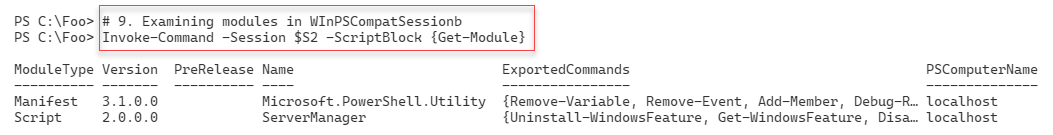 PS C:\Foo> # 9. Examining modules in WInPSCompatSessionb
PS C:\Foo> Invoke-Command -Session $S2 -ScriptBlock {Get-Module}
ModuleType Version PreRelease Name ExportedCommands PSComputerName
---------- ------- ---------- ---- ---------------- --------------
Manifest 3.1.0.0 Microsoft.PowerShell.Utility {Remove-Variable, Remove-Event, Add-Member, Debug-R… localhost
Script 2.0.0.0 ServerManager {Uninstall-WindowsFeature, Get-WindowsFeature, Disa… localhost